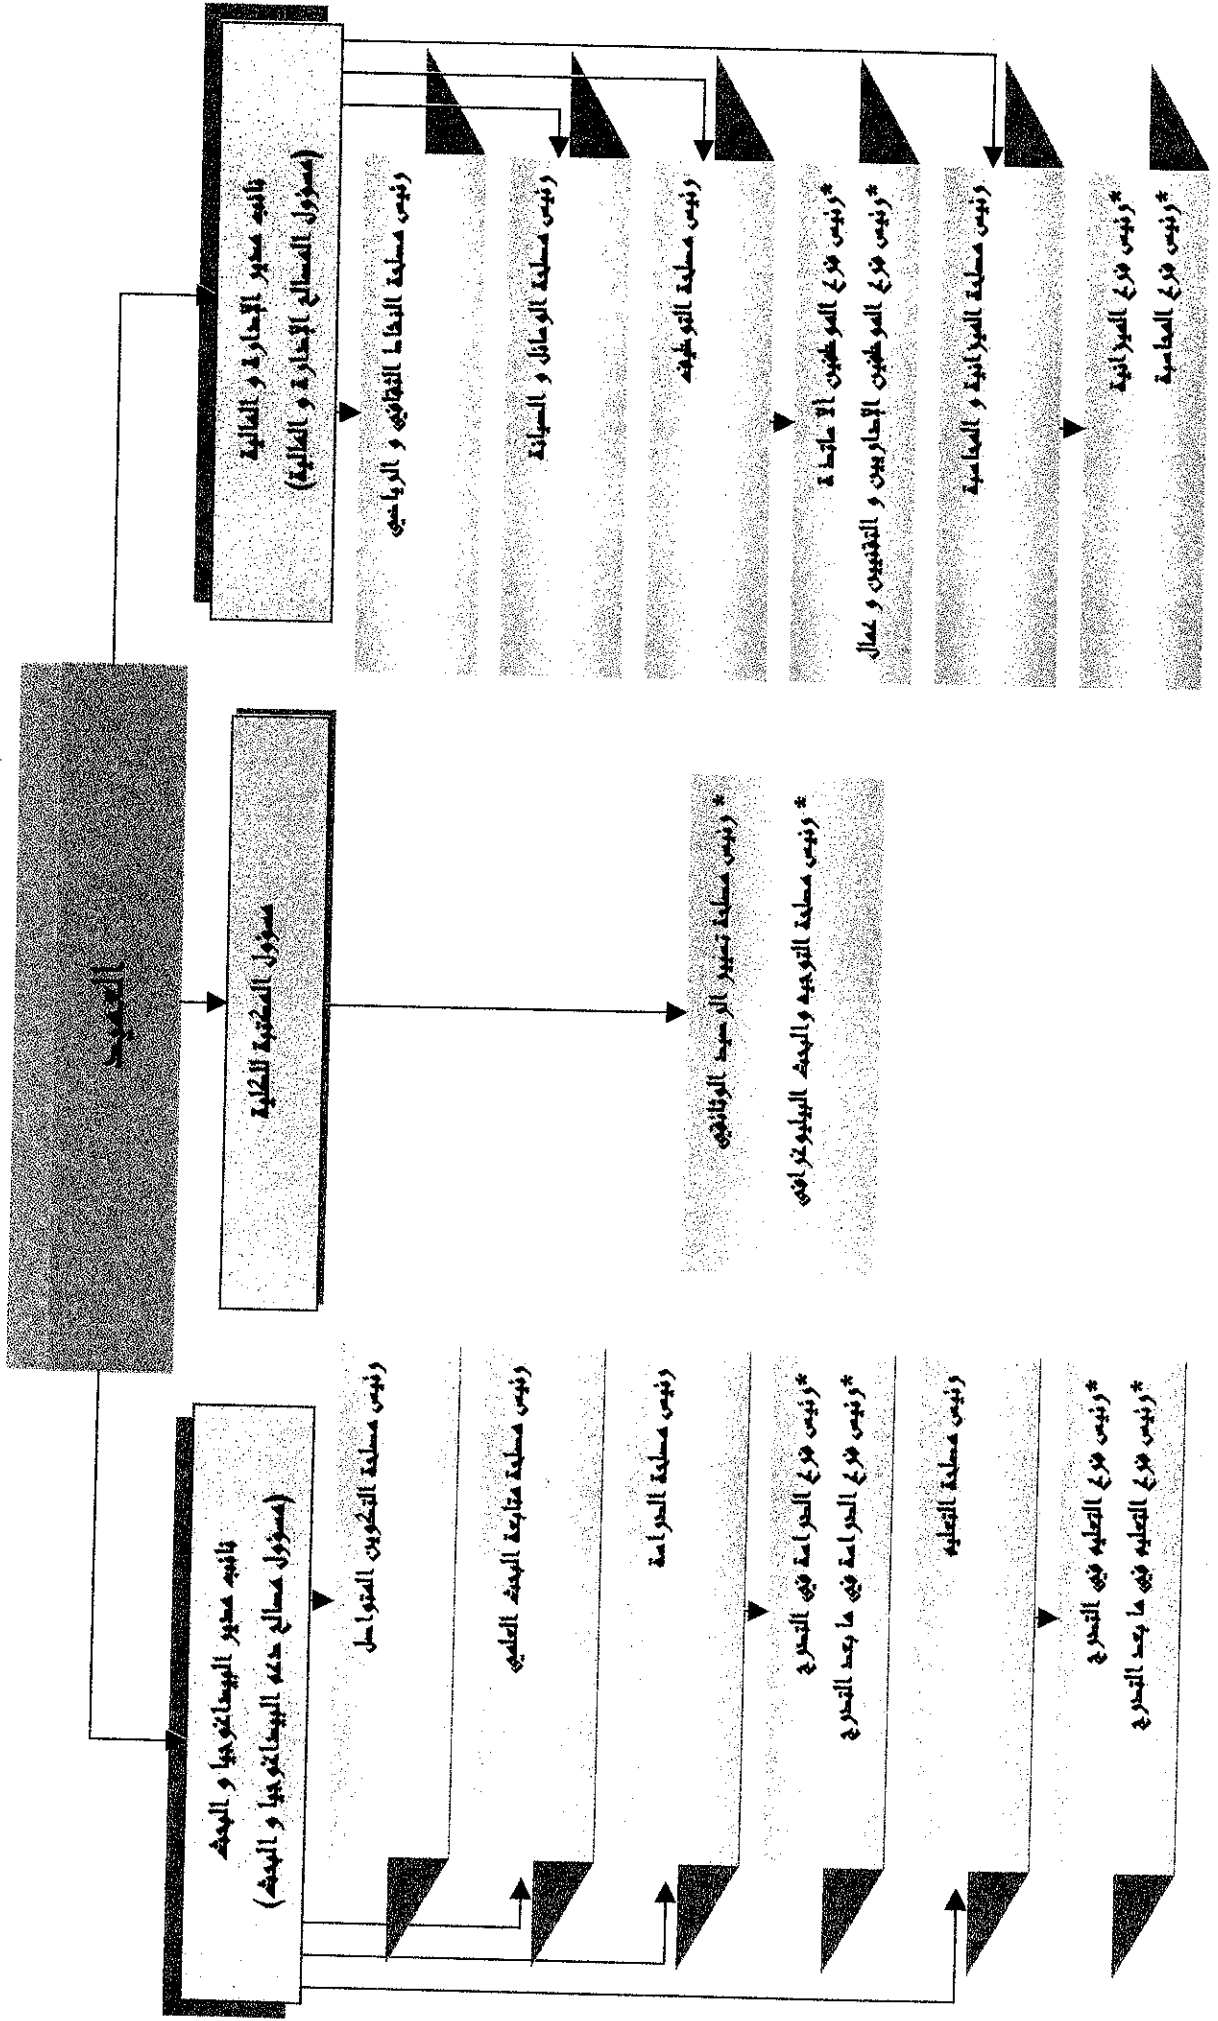 العميد
نائب مدير الإدارة و المالية
(مسؤول المصالح الإدارة و المالية)
رئيس مصلحة النشاط الثقافي و الرياضي
رئيس مصلحة الوسائل و الصيانة
رئيس مصلحة التوظيف
*رئيس فرع الموظفين الأساتذة
*رئيس فرع الموظفين الإداريين و التقنيين و عمال
رئيس مصلحة الميزانية و المحاسبة
*رئيس فرع الميزانية
*رئيس فرع المحاسبة
مسؤول المكتبة الكلية
* رئيس مصلحة تسيير الرصيد الوثائقي
* رئيس مصلحة التوجيه والبحث البيبليوغرافي
نائب مدير البيداغوجيا و البحث
(مسؤول مصالح دعم البيداغوجيا و البحث)
رئيس مصلحة التكوين المتواصل
رئيس مصلحة متابعة البحث العلمي
رئيس مصلحة الدراسة
*رئيس فرع الدراسة في التدرج
*رئيس فرع الدراسة في ما بعد التدرج
رئيس مصلحة التعليم
*رئيس فرع التعليم في التدرج
*رئيس فرع التعليم في ما بعد التدرج